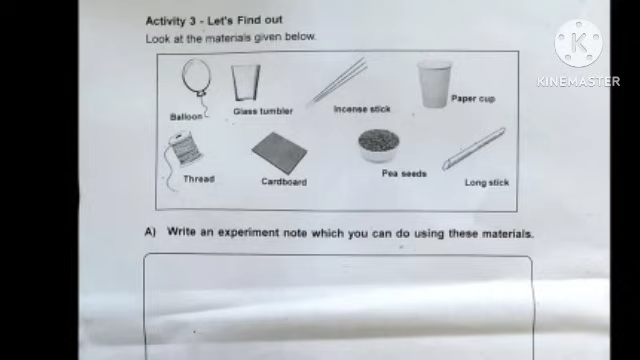 Activity 3 - Let's Find out
Look at the materials given below.
KINEMASTER
Balloon
Glass tumbler
Incense stick
Paper cup
Thread
Cardboard
Pea seeds
Long stick
A) Write an experiment note which you can do using these materials.